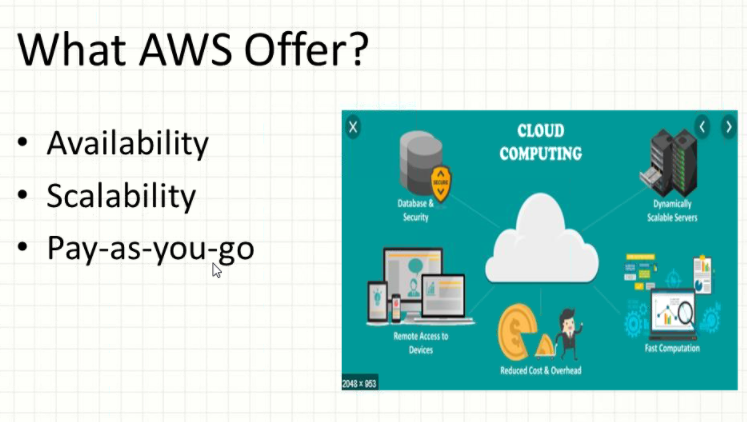 What AWS Offer?
• Availability
• Scalability
• Pay-as-you-go
CLOUD
COMPUTING
SECURE
Database &
Security
Dynamically
Scalable Servers
Remote Access to
Devices
Reduced Cost & Overhead
Fast Computation
2048 × 953